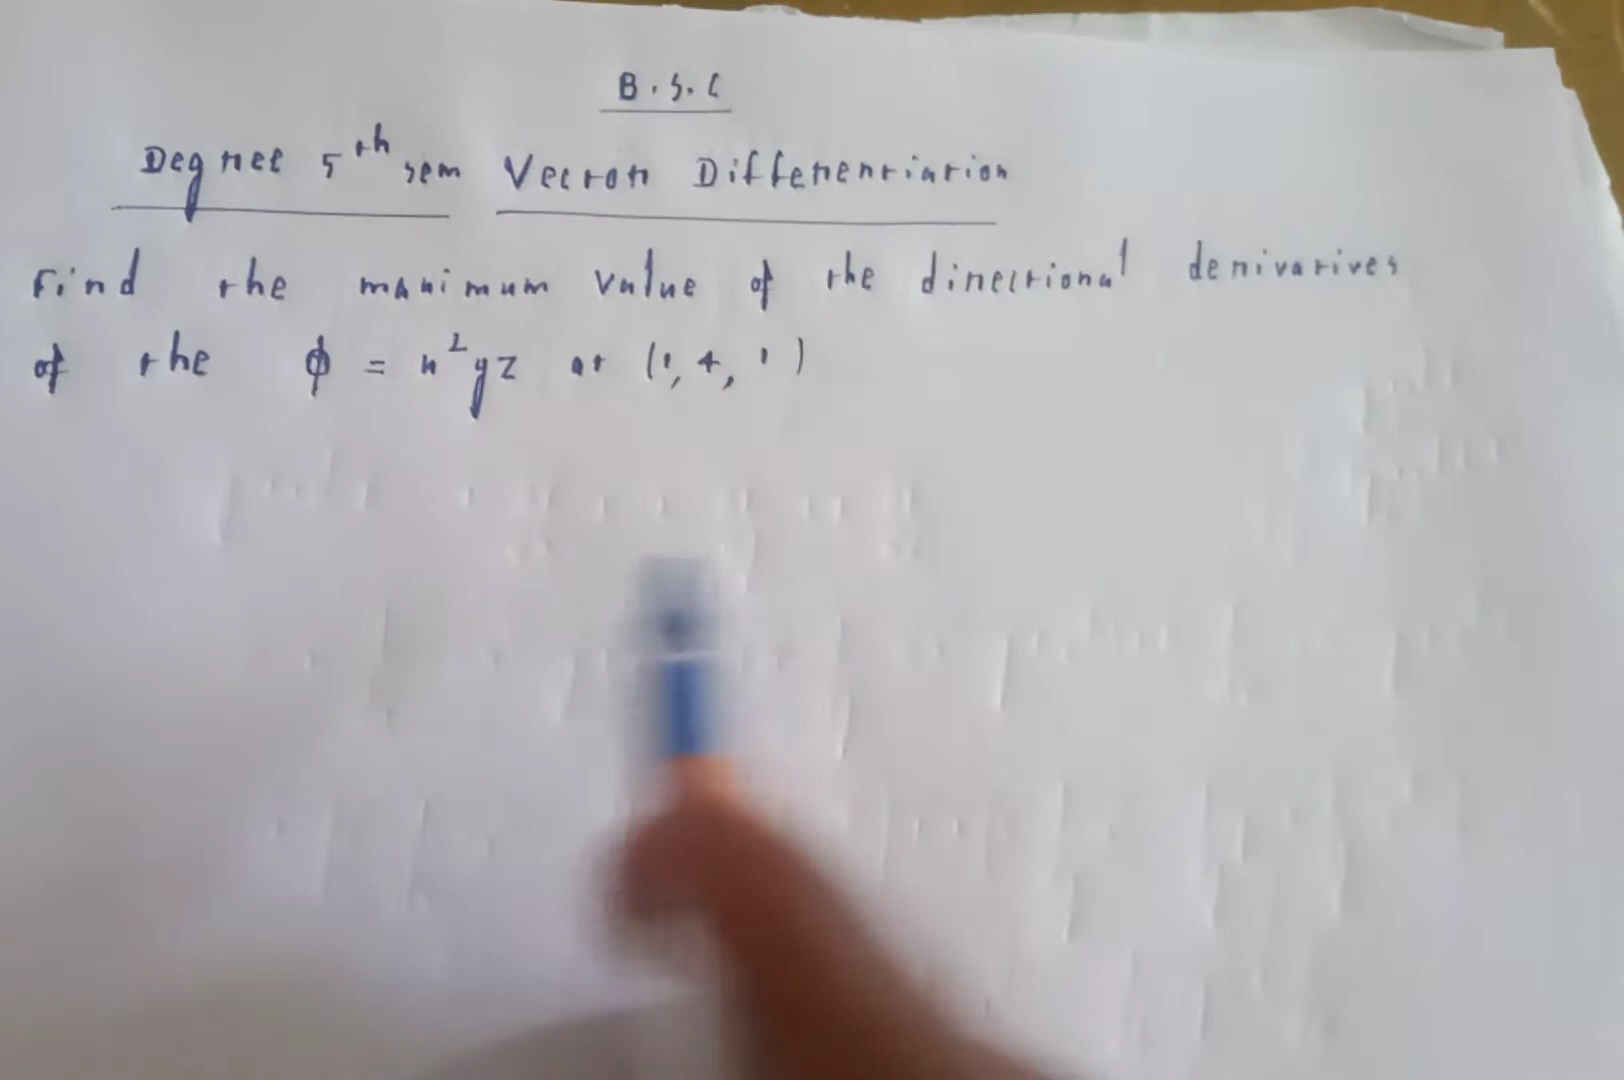 B.S.C
Degree 5th sem Vector Differentiation
Find the maximum value of the directional derivatives
of the ϕ = x²yz at (1, 4, 1)